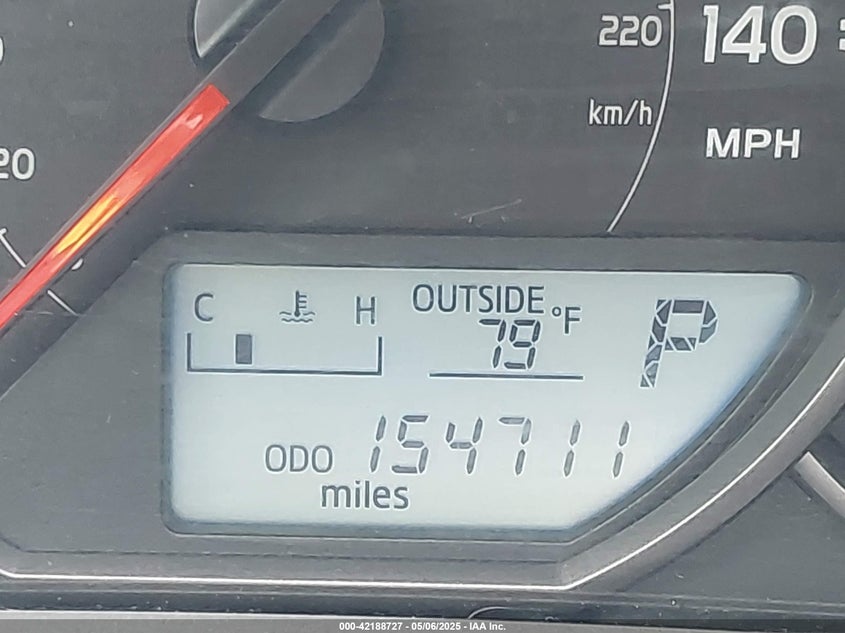 220 140
km/h
MPH
20
C H OUTSIDE °F
79
P
ODO 154711
miles
000-42188727 - 05/06/2025 - IAA Inc.